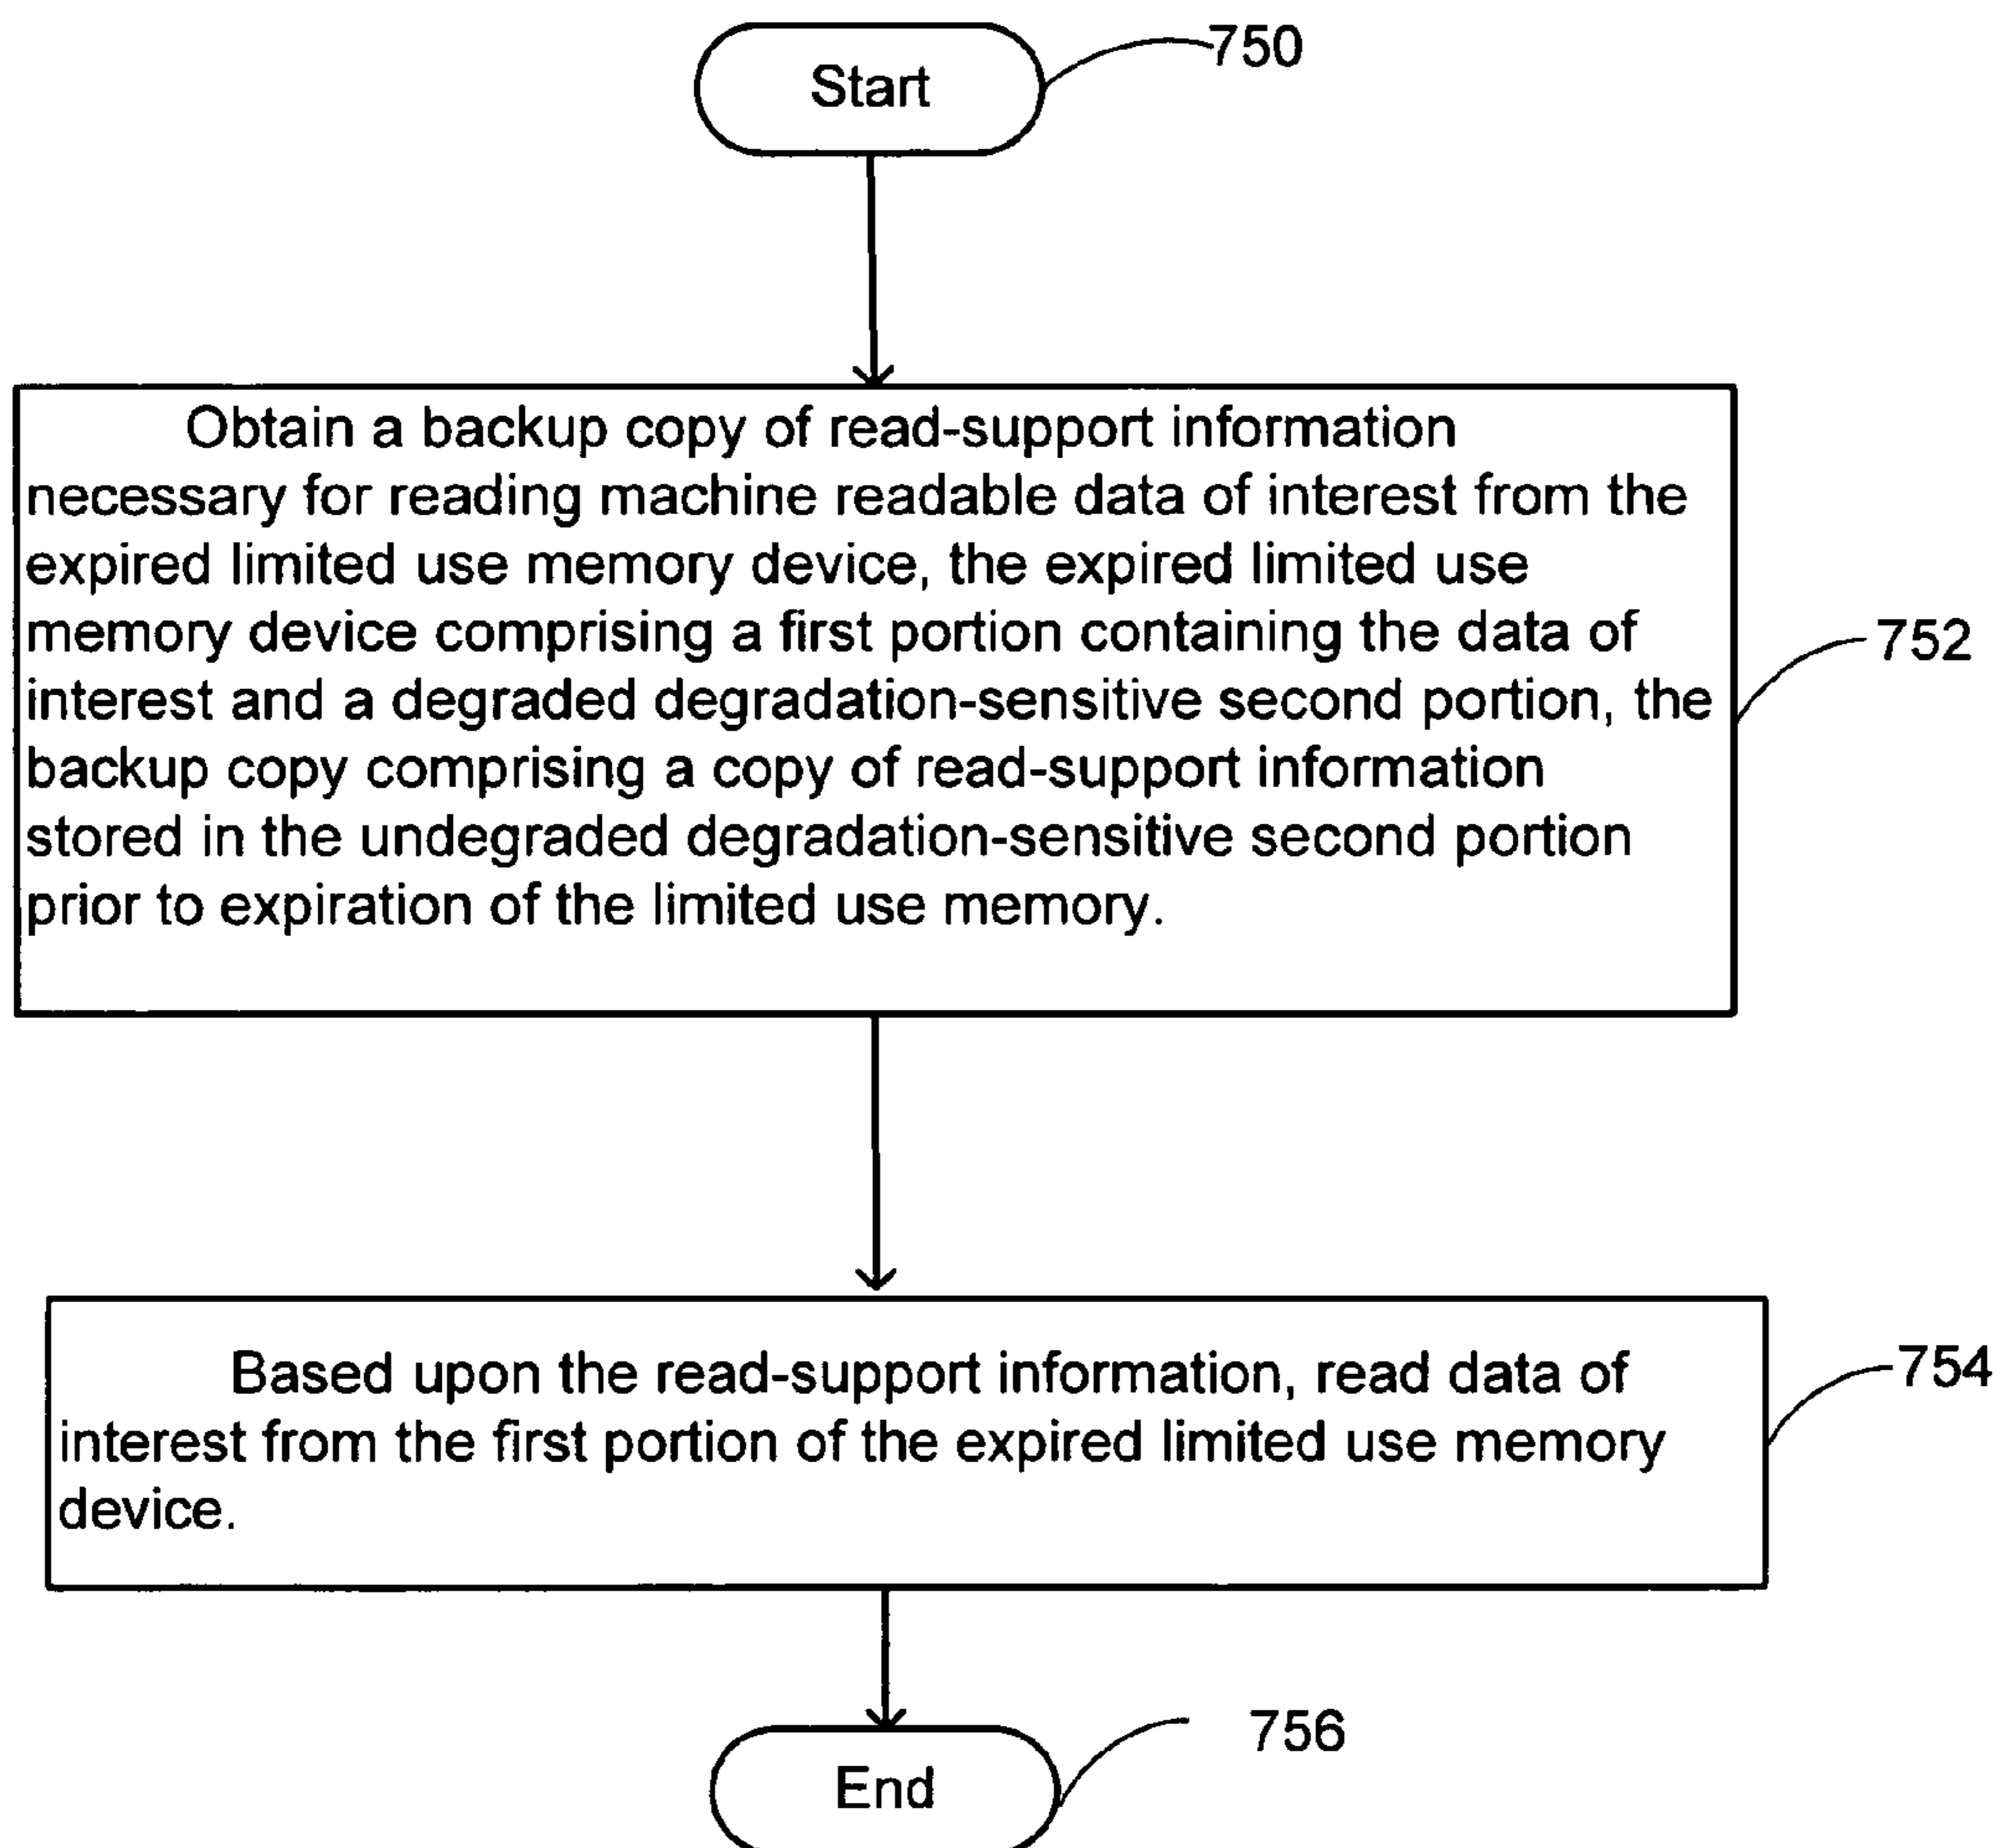 Start
750
Obtain a backup copy of read-support information
necessary for reading machine readable data of interest from the
expired limited use memory device, the expired limited use
memory device comprising a first portion containing the data of
interest and a degraded degradation-sensitive second portion, the
backup copy comprising a copy of read-support information
stored in the undegraded degradation-sensitive second portion
prior to expiration of the limited use memory.
752
Based upon the read-support information, read data of
interest from the first portion of the expired limited use memory
device.
754
End
756